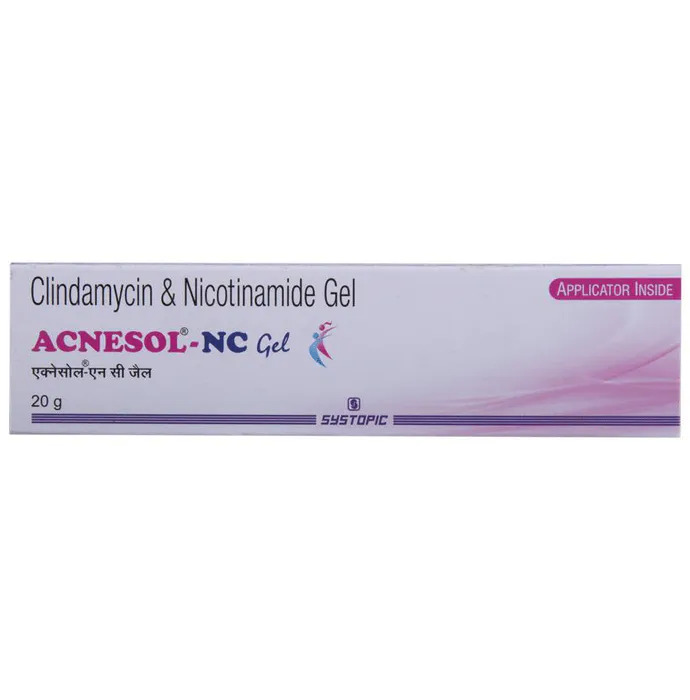 Clindamycin & Nicotinamide Gel
APPLICATOR INSIDE
ACNESOL®-NC Gel
एक्नेसोल®-एन सी जैल
20 g
SYSTOPIC